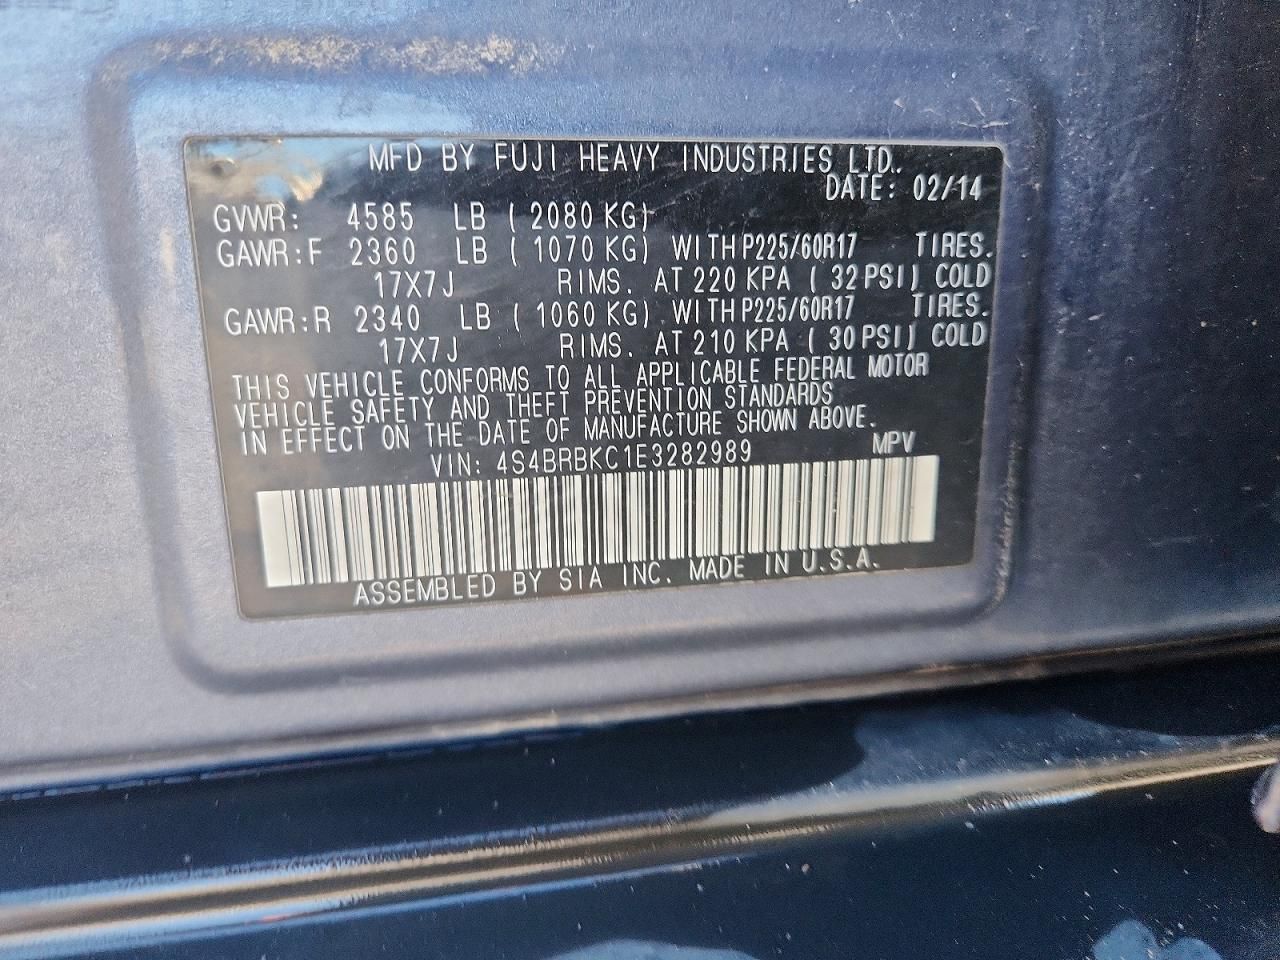 MFD BY FUJI HEAVY INDUSTRIES LTD.
DATE: 02/14
GVWR: 4585 LB ( 2080 KG)
GAWR:F 2360 LB ( 1070 KG) WITH P225/60R17 TIRES.
17X7J RIMS. AT 220 KPA ( 32 PSI) COLD
GAWR:R 2340 LB ( 1060 KG) WITH P225/60R17 TIRES.
17X7J RIMS. AT 210 KPA ( 30 PSI) COLD
THIS VEHICLE CONFORMS TO ALL APPLICABLE FEDERAL MOTOR
VEHICLE SAFETY AND THEFT PREVENTION STANDARDS
IN EFFECT ON THE DATE OF MANUFACTURE SHOWN ABOVE.
VIN: 4S4BRBKC1E3282989 MPV
ASSEMBLED BY SIA INC. MADE IN U.S.A.